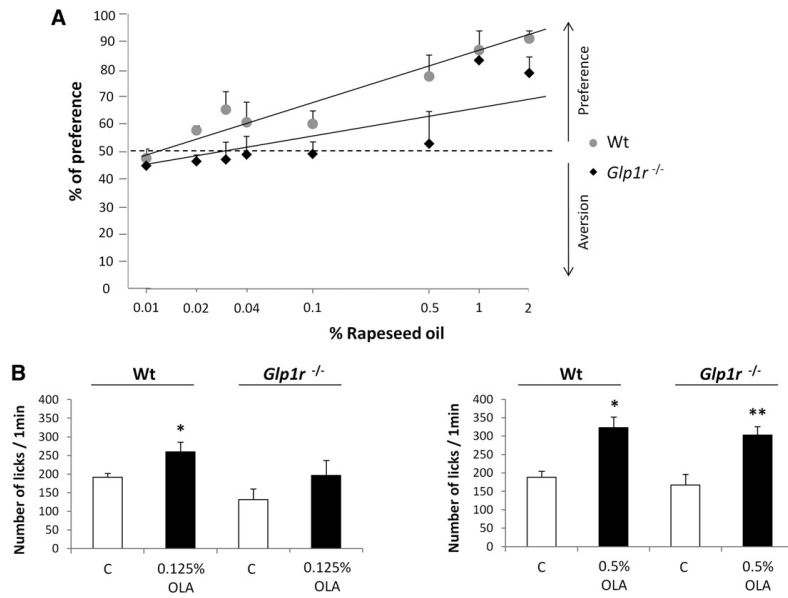 A
100
90
80
70
60
50
40
30
20
10
0
% of preference
0.01 0.02 0.04 0.1 0.5 1 2
% Rapeseed oil
Preference
Aversion
Wt
Glp1r -/-
B
Wt Glp1r -/-
Number of licks / 1min
400
350
300
250
200
150
100
50
0
*
C 0.125% OLA C 0.125% OLA
Wt Glp1r -/-
Number of licks / 1min
400
350
300
250
200
150
100
50
0
* **
C 0.5% OLA C 0.5% OLA